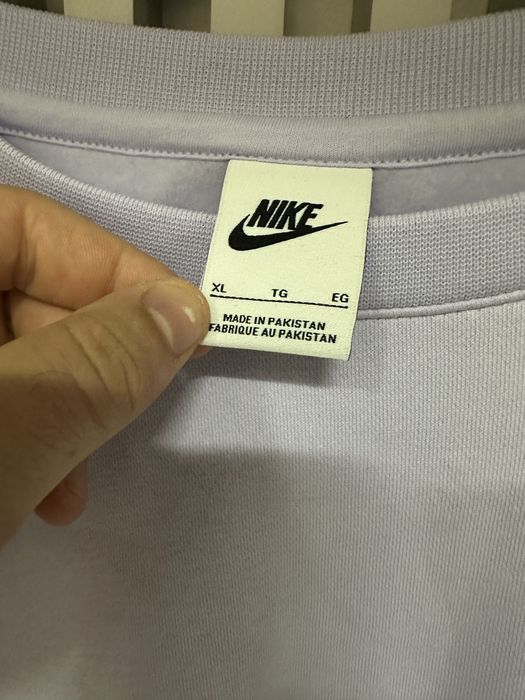 NIKE
XL TG EG
MADE IN PAKISTAN
FABRIQUE AU PAKISTAN